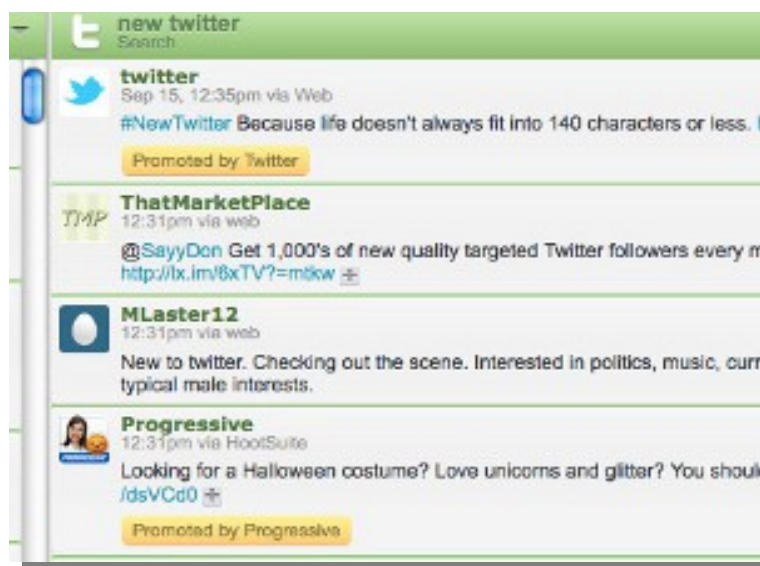 new twitter
Search
twitter
Sep 15, 12:35pm via Web
#NewTwitter Because life doesn't always fit into 140 characters or less.
Promoted by Twitter
TMP
ThatMarketPlace
12:31pm via web
@SayyDon Get 1,000's of new quality targeted Twitter followers every m
http://lx.im/6xTV?=mtkw
MLaster12
12:31pm via web
New to twitter. Checking out the scene. Interested in politics, music, curr
typical male interests.
Progressive
12:31pm via HootSuite
Looking for a Halloween costume? Love unicorns and glitter? You shoul
/dsVCd0
Promoted by Progressive